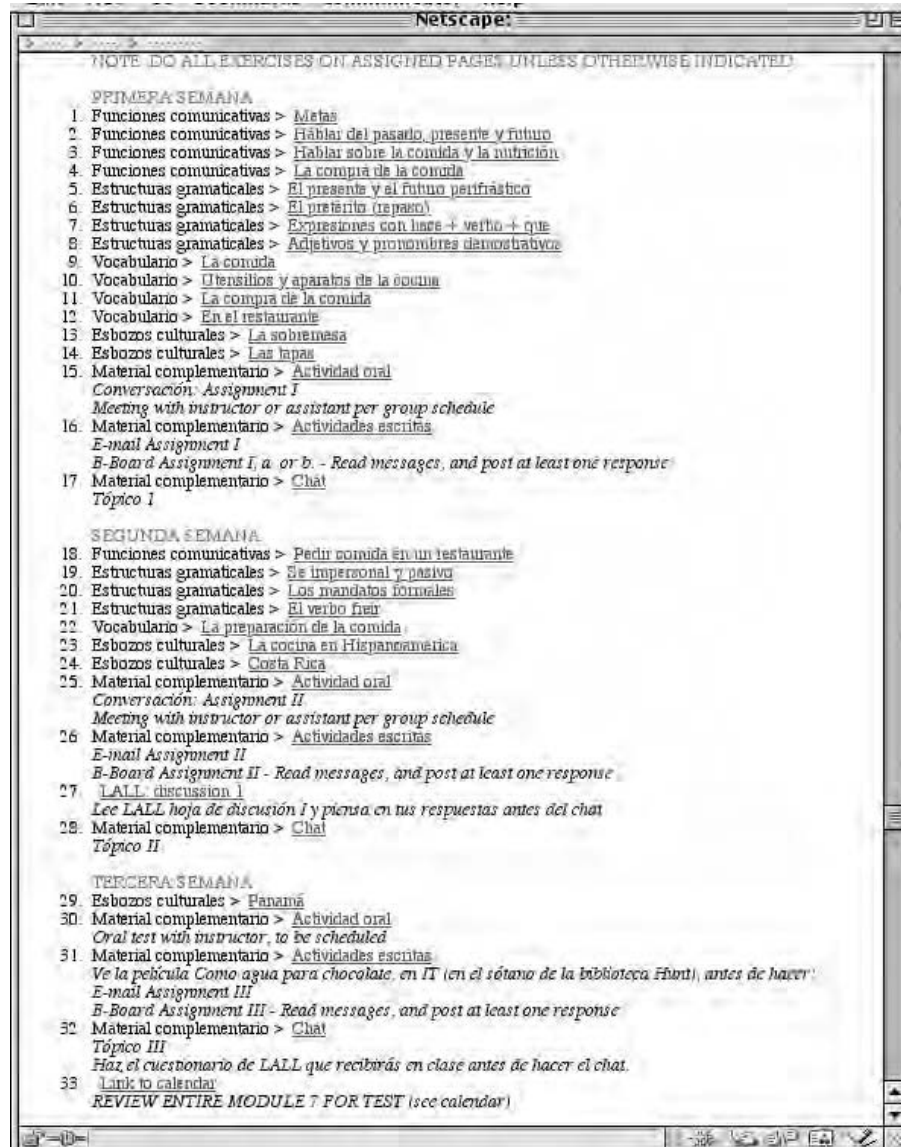 Netscape:
NOTE: DO ALL EXERCISES ON ASSIGNED PAGES UNLESS OTHERWISE INDICATED
PRIMERA SEMANA
1. Funciones comunicativas > Metas
2. Funciones comunicativas > Hablar del pasado, presente y futuro
3. Funciones comunicativas > Hablar sobre la comida y la nutrición
4. Funciones comunicativas > La compra de la comida
5. Estructuras gramaticales > El presente y el futuro perifrástico
6. Estructuras gramaticales > El pretérito (repaso)
7. Estructuras gramaticales > Expresiones con hace + verbo + que
8. Estructuras gramaticales > Adjetivos y pronombres demostrativos
9. Vocabulario > La comida
10. Vocabulario > Utensilios y aparatos de la cocina
11. Vocabulario > La compra de la comida
12. Vocabulario > En el restaurante
13. Esbozos culturales > La sobremesa
14. Esbozos culturales > Las tapas
15. Material complementario > Actividad oral
Conversación: Assignment I
Meeting with instructor or assistant per group schedule
16. Material complementario > Actividades escritas
E-mail Assignment I
B-Board Assignment I, a. or b. - Read messages, and post at least one response
17. Material complementario > Chat
Tópico 1
SEGUNDA SEMANA
18. Funciones comunicativas > Pedir comida en un restaurante
19. Estructuras gramaticales > Se impersonal y pasivo
20. Estructuras gramaticales > Los mandatos formales
21. Estructuras gramaticales > El verbo freír
22. Vocabulario > La preparación de la comida
23. Esbozos culturales > La cocina en Hispanoamérica
24. Esbozos culturales > Costa Rica
25. Material complementario > Actividad oral
Conversación: Assignment II
Meeting with instructor or assistant per group schedule
26. Material complementario > Actividades escritas
E-mail Assignment II
B-Board Assignment II - Read messages, and post at least one response
27. LALL: discussion 1
Lee LALL hoja de discusión I y piensa en tus respuestas antes del chat
28. Material complementario > Chat
Tópico II
TERCERA SEMANA
29. Esbozos culturales > Panamá
30. Material complementario > Actividad oral
Oral test with instructor, to be scheduled
31. Material complementario > Actividades escritas
Ve la película Como agua para chocolate, en IT (en el sótano de la biblioteca Hunt), antes de hacer:
E-mail Assignment III
B-Board Assignment III - Read messages, and post at least one response
32. Material complementario > Chat
Tópico III
Haz el cuestionario de LALL que recibirás en clase antes de hacer el chat.
33. Link to calendar
REVIEW ENTIRE MODULE 7 FOR TEST (see calendar)